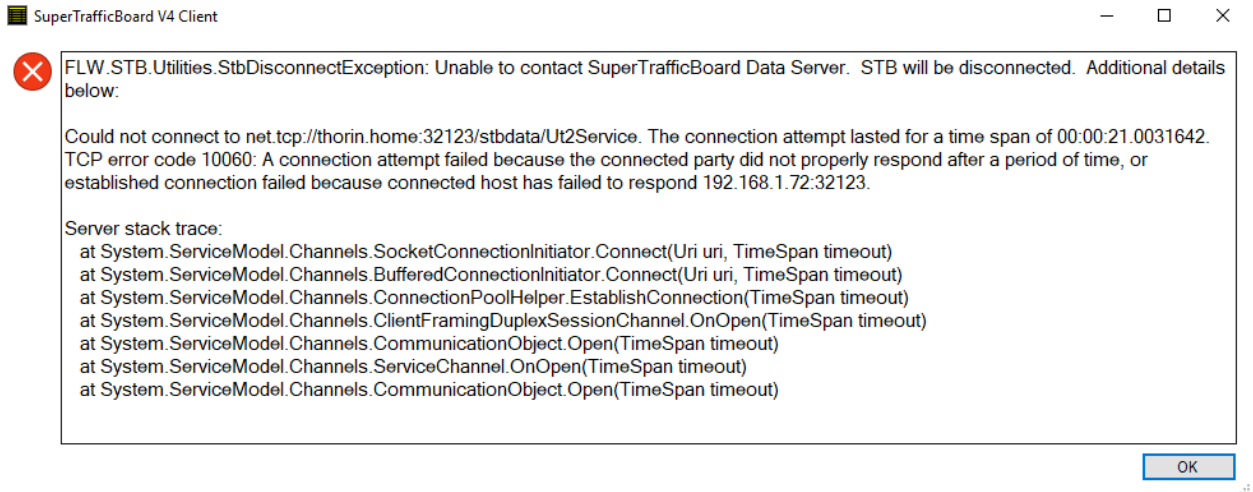 SuperTrafficBoard V4 Client
FLW.STB.Utilities.StbDisconnectException: Unable to contact SuperTrafficBoard Data Server.  STB will be disconnected.  Additional details
below:
Could not connect to net.tcp://thorin.home:32123/stbdata/Ut2Service. The connection attempt lasted for a time span of 00:00:21.0031642.
TCP error code 10060: A connection attempt failed because the connected party did not properly respond after a period of time, or
established connection failed because connected host has failed to respond 192.168.1.72:32123.
Server stack trace:
   at System.ServiceModel.Channels.SocketConnectionInitiator.Connect(Uri uri, TimeSpan timeout)
   at System.ServiceModel.Channels.BufferedConnectionInitiator.Connect(Uri uri, TimeSpan timeout)
   at System.ServiceModel.Channels.ConnectionPoolHelper.EstablishConnection(TimeSpan timeout)
   at System.ServiceModel.Channels.ClientFramingDuplexSessionChannel.OnOpen(TimeSpan timeout)
   at System.ServiceModel.Channels.CommunicationObject.Open(TimeSpan timeout)
   at System.ServiceModel.Channels.ServiceChannel.OnOpen(TimeSpan timeout)
   at System.ServiceModel.Channels.CommunicationObject.Open(TimeSpan timeout)
OK